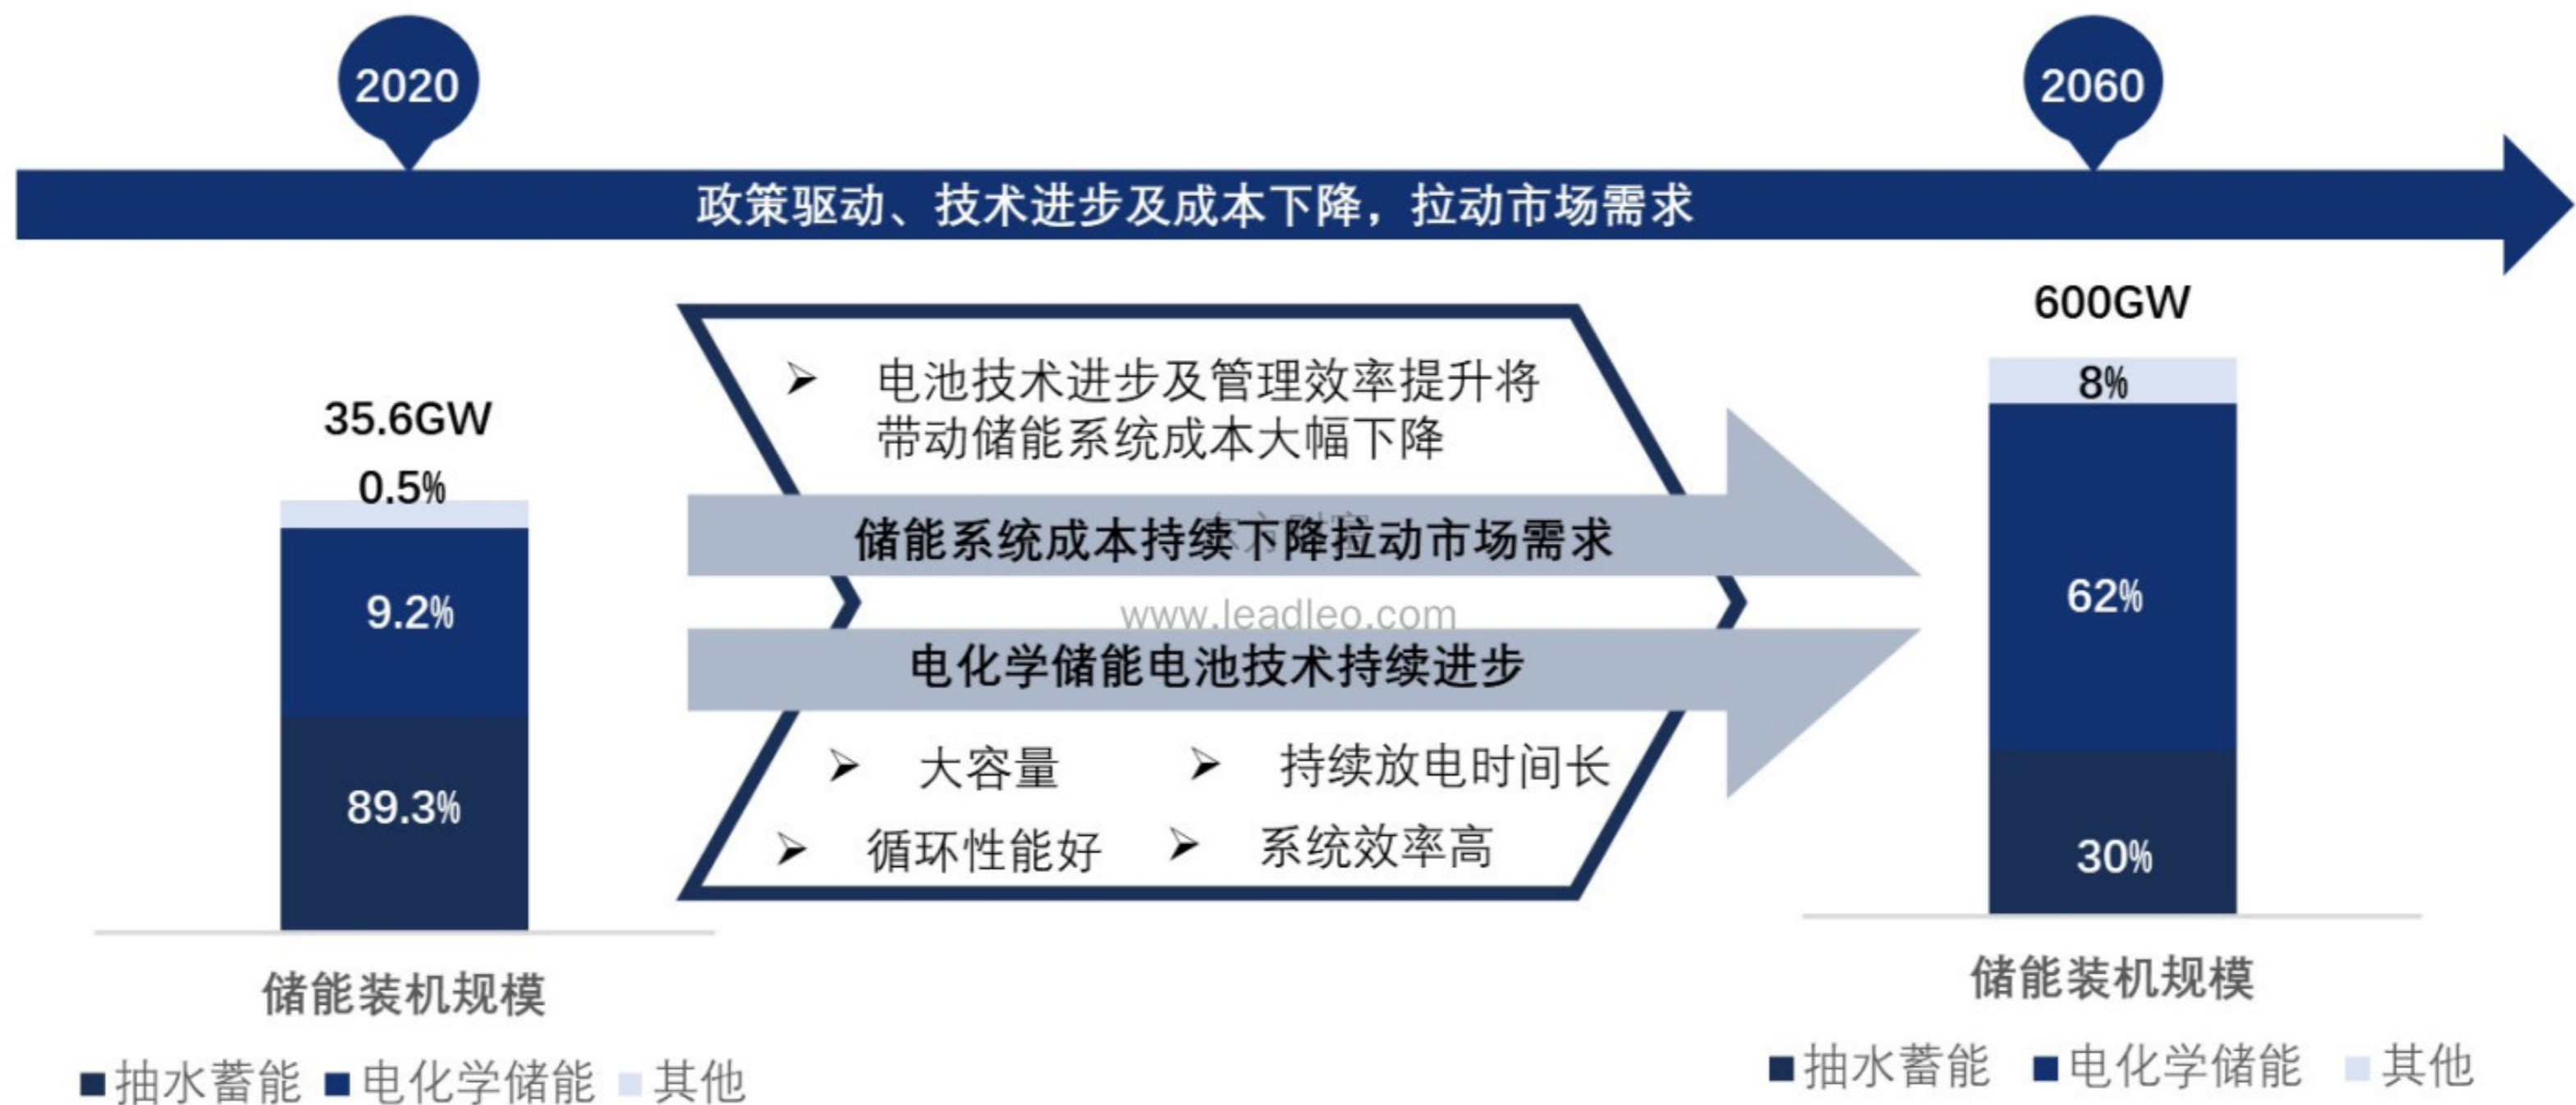 2020
2060
政策驱动、技术进步及成本下降，拉动市场需求
35.6GW
0.5%
9.2%
89.3%
储能装机规模
抽水蓄能 电化学储能 其他
电池技术进步及管理效率提升将
带动储能系统成本大幅下降
储能系统成本持续下降拉动市场需求
www.leadleo.com
电化学储能电池技术持续进步
大容量 持续放电时间长
循环性能好 系统效率高
600GW
8%
62%
30%
储能装机规模
抽水蓄能 电化学储能 其他